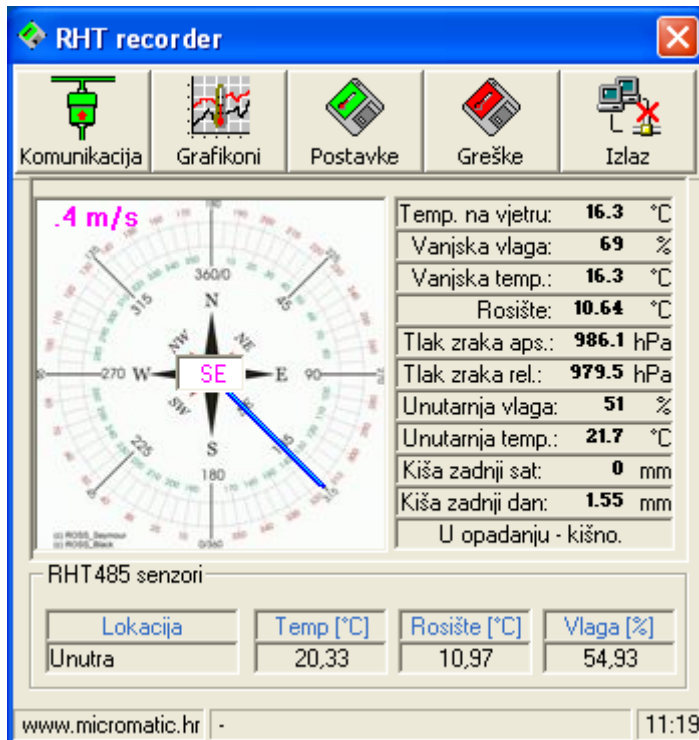 RHT recorder
Komunikacija Grafikoni Postavke Greške Izlaz
.4 m/s
360/0
N
NW NE
315 45
270 W SE E 90
SW
225
S
180
0/360
(c) ROSS_Seymour
(c) ROSS_Black
Temp. na vjetru: 16.3 °C
Vanjska vlaga: 69 %
Vanjska temp.: 16.3 °C
Rosište: 10.64 °C
Tlak zraka aps.: 986.1 hPa
Tlak zraka rel.: 979.5 hPa
Unutarnja vlaga: 51 %
Unutarnja temp.: 21.7 °C
Kiša zadnji sat: 0 mm
Kiša zadnji dan: 1.55 mm
U opadanju - kišno.
RHT485 senzori
Lokacija Temp [°C] Rosište [°C] Vlaga [%]
Unutra 20,33 10,97 54,93
www.micromatic.hr - 11:19